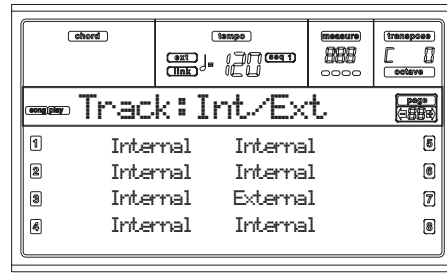 chord tempo measure transpose
ext ♩= 120 seq 1 888 C 0
link octave
song play Track:Int/Ext page
88
1 Internal Internal 5
2 Internal Internal 6
3 Internal External 7
4 Internal Internal 8